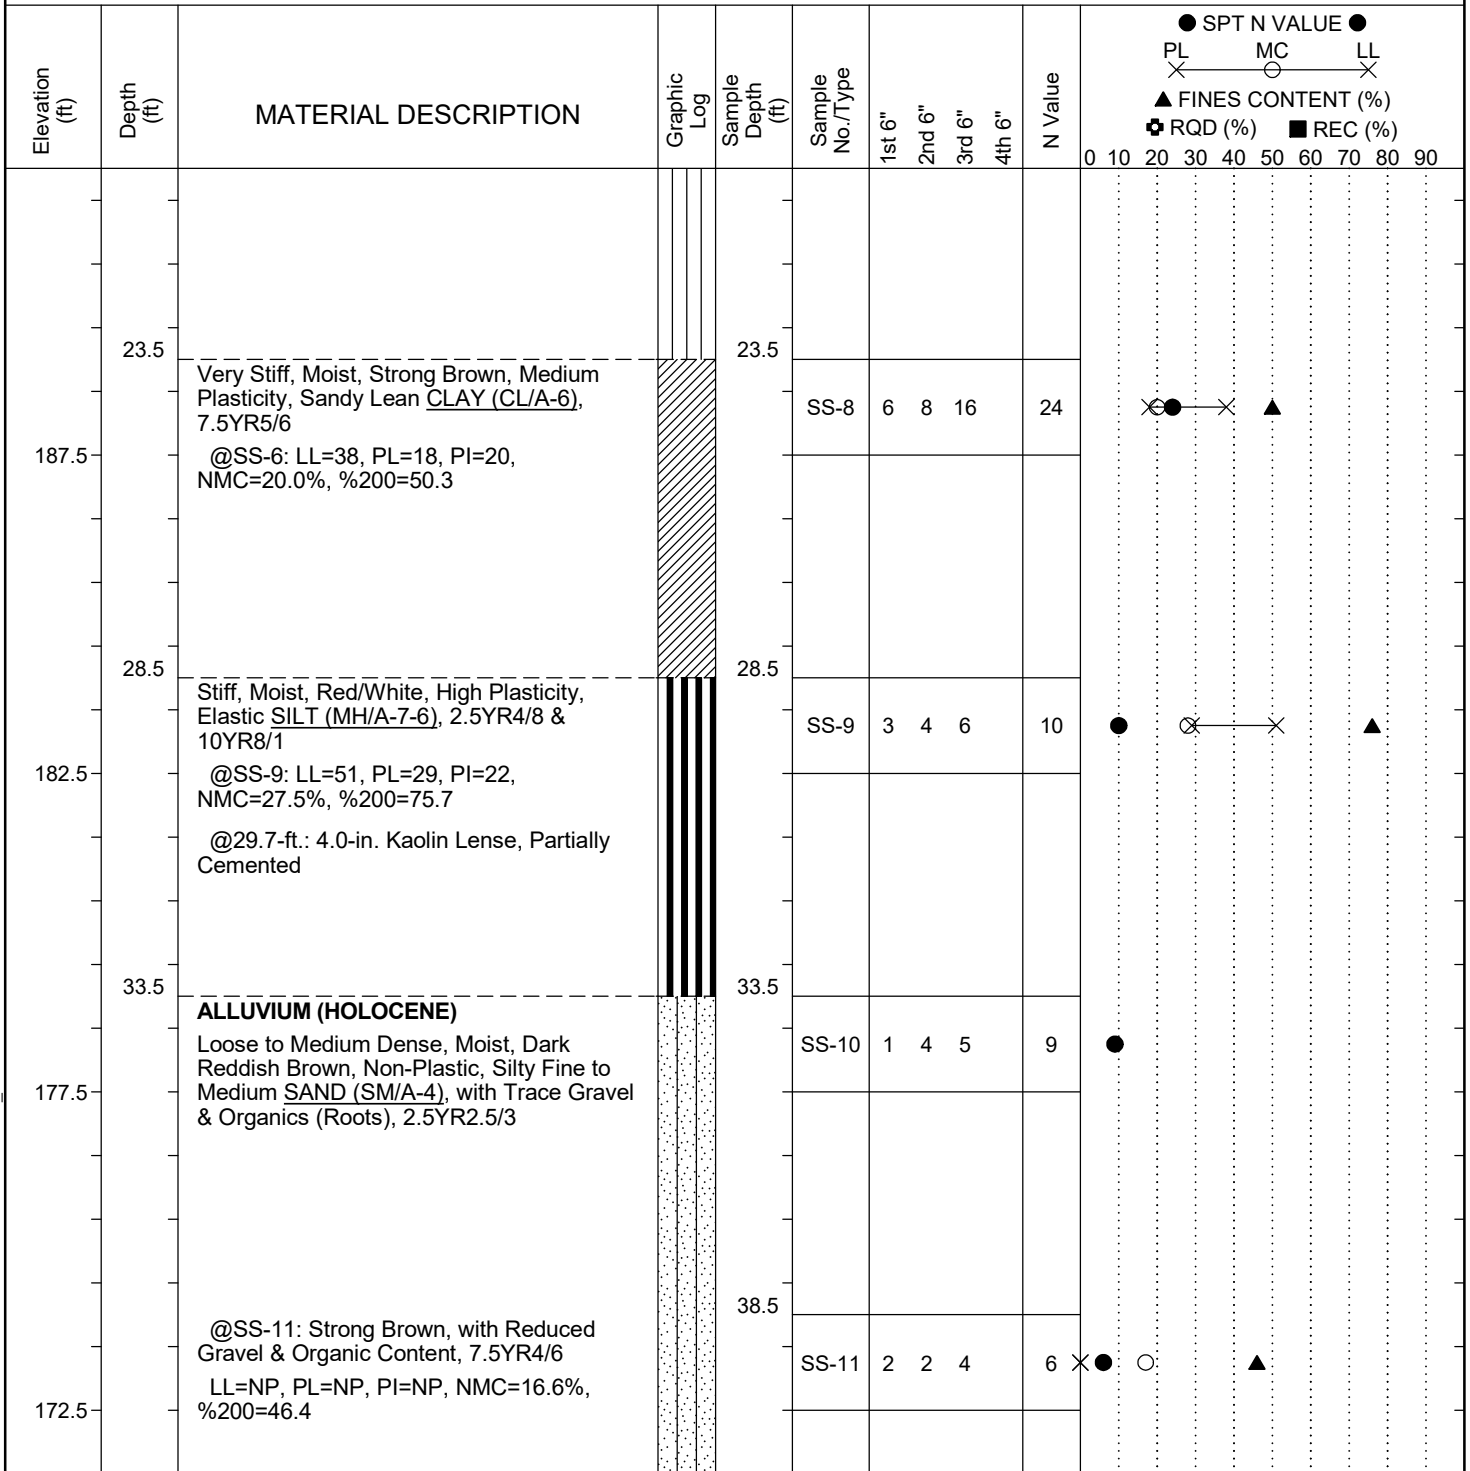 ● SPT N VALUE ●
PL MC LL
▲ FINES CONTENT (%)
RQD (%) ■ REC (%)
0 10 20 30 40 50 60 70 80 90
Elevation
(ft)
Depth
(ft)
MATERIAL DESCRIPTION
Graphic
Log
Sample
Depth
(ft)
Sample
No./Type
1st 6"
2nd 6"
3rd 6"
4th 6"
N Value
23.5
23.5
Very Stiff, Moist, Strong Brown, Medium
Plasticity, Sandy Lean CLAY (CL/A-6),
7.5YR5/6
SS-8 6 8 16 24
187.5
@SS-6: LL=38, PL=18, PI=20,
NMC=20.0%, %200=50.3
28.5
28.5
Stiff, Moist, Red/White, High Plasticity,
Elastic SILT (MH/A-7-6), 2.5YR4/8 &
10YR8/1
SS-9 3 4 6 10
182.5
@SS-9: LL=51, PL=29, PI=22,
NMC=27.5%, %200=75.7
@29.7-ft.: 4.0-in. Kaolin Lense, Partially
Cemented
33.5
33.5
ALLUVIUM (HOLOCENE)
Loose to Medium Dense, Moist, Dark
Reddish Brown, Non-Plastic, Silty Fine to
Medium SAND (SM/A-4), with Trace Gravel
& Organics (Roots), 2.5YR2.5/3
SS-10 1 4 5 9
177.5
38.5
@SS-11: Strong Brown, with Reduced
Gravel & Organic Content, 7.5YR4/6
SS-11 2 2 4 6
LL=NP, PL=NP, PI=NP, NMC=16.6%,
%200=46.4
172.5